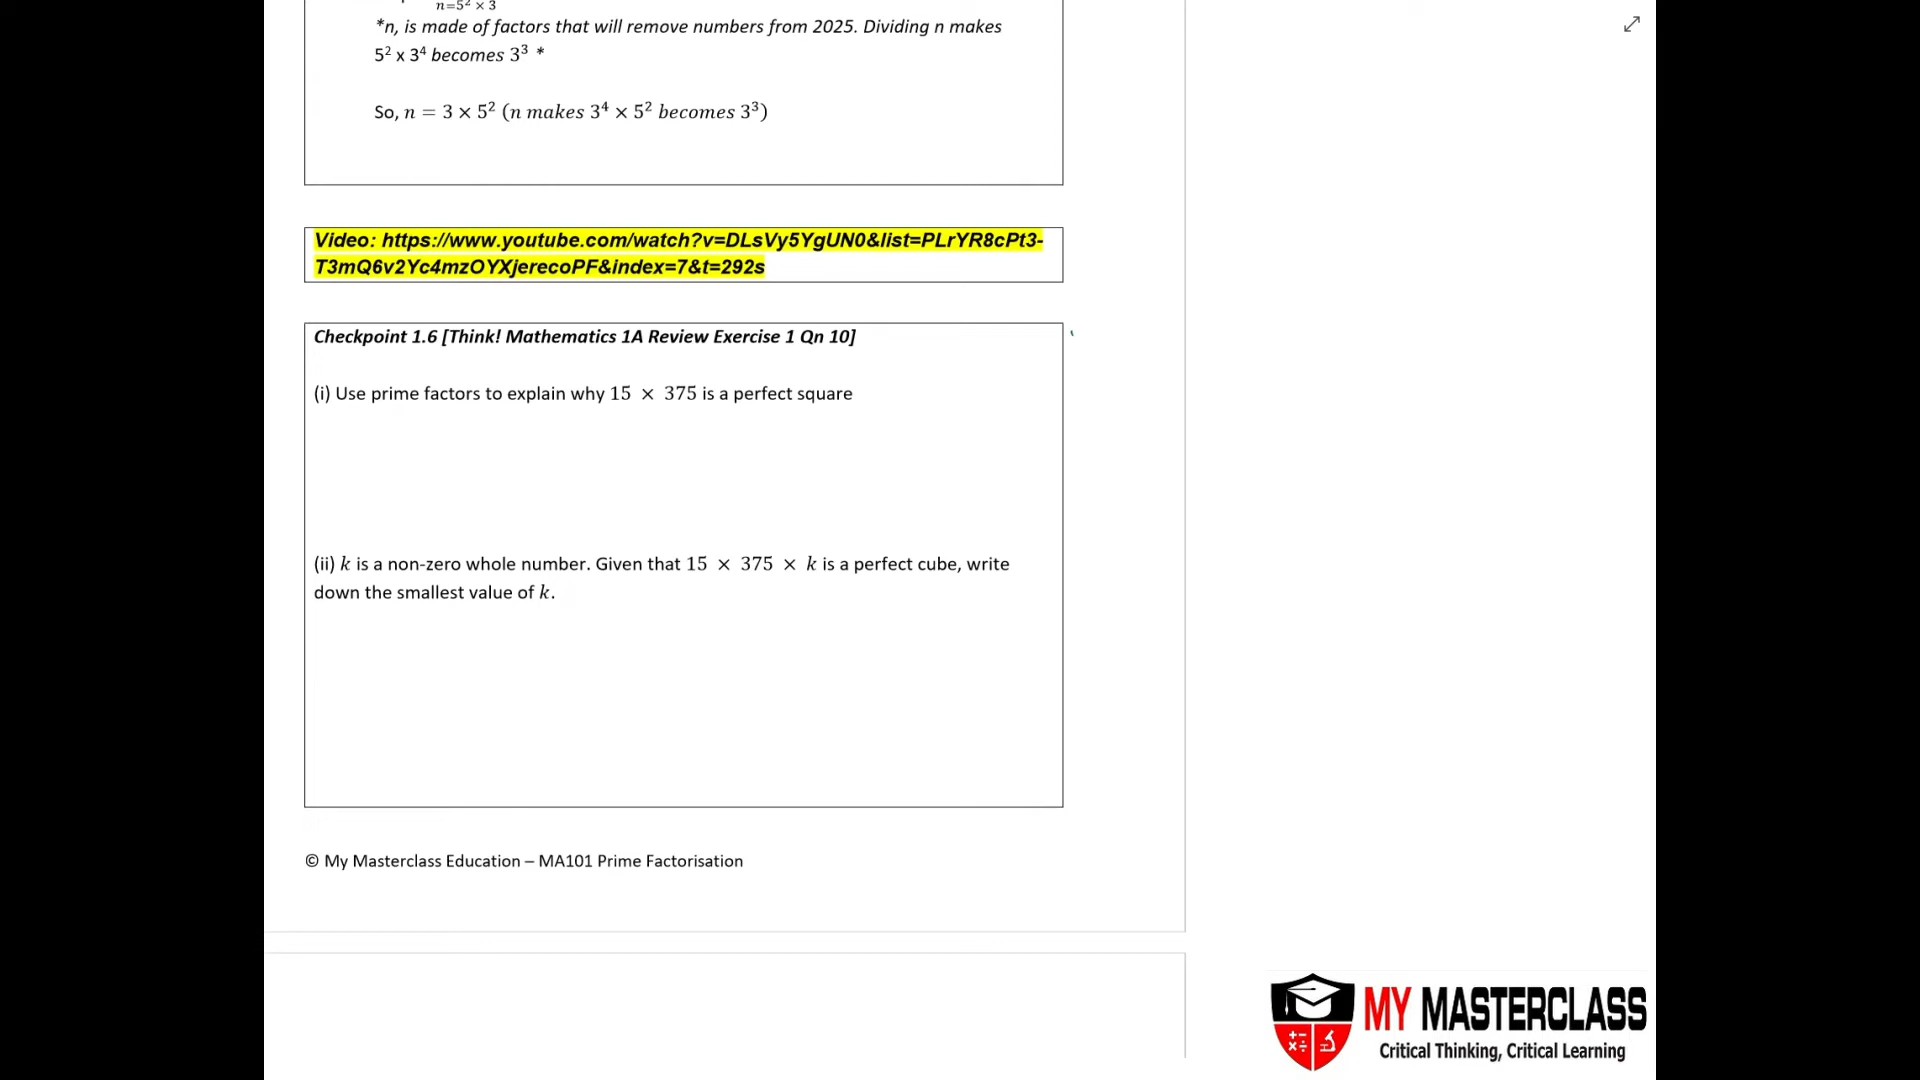 n=5² × 3
*n, is made of factors that will remove numbers from 2025. Dividing n makes
5² x 3⁴ becomes 3³ *
So, n = 3 × 5² (n makes 3⁴ × 5² becomes 3³)
Video: https://www.youtube.com/watch?v=DLsVy5YgUN0&list=PLrYR8cPt3-
T3mQ6v2Yc4mzOYXjerecoPF&index=7&t=292s
Checkpoint 1.6 [Think! Mathematics 1A Review Exercise 1 Qn 10]
(i) Use prime factors to explain why 15 × 375 is a perfect square
(ii) k is a non-zero whole number. Given that 15 × 375 × k is a perfect cube, write
down the smallest value of k.
© My Masterclass Education – MA101 Prime Factorisation
MY MASTERCLASS
Critical Thinking, Critical Learning